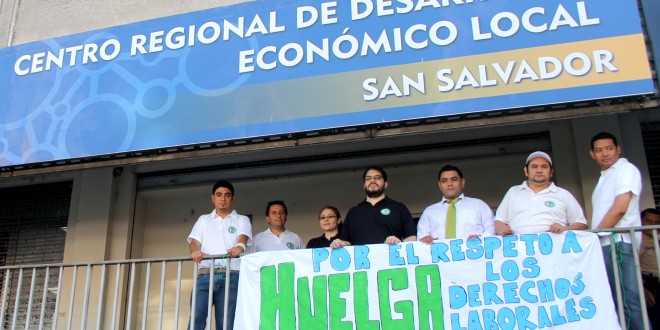 CENTRO REGIONAL DE DESARR
ECONÓMICO LOCAL
SAN SALVADOR
POR EL RESPETO A
HUELGA LOS
DERECHOS
LABORALES